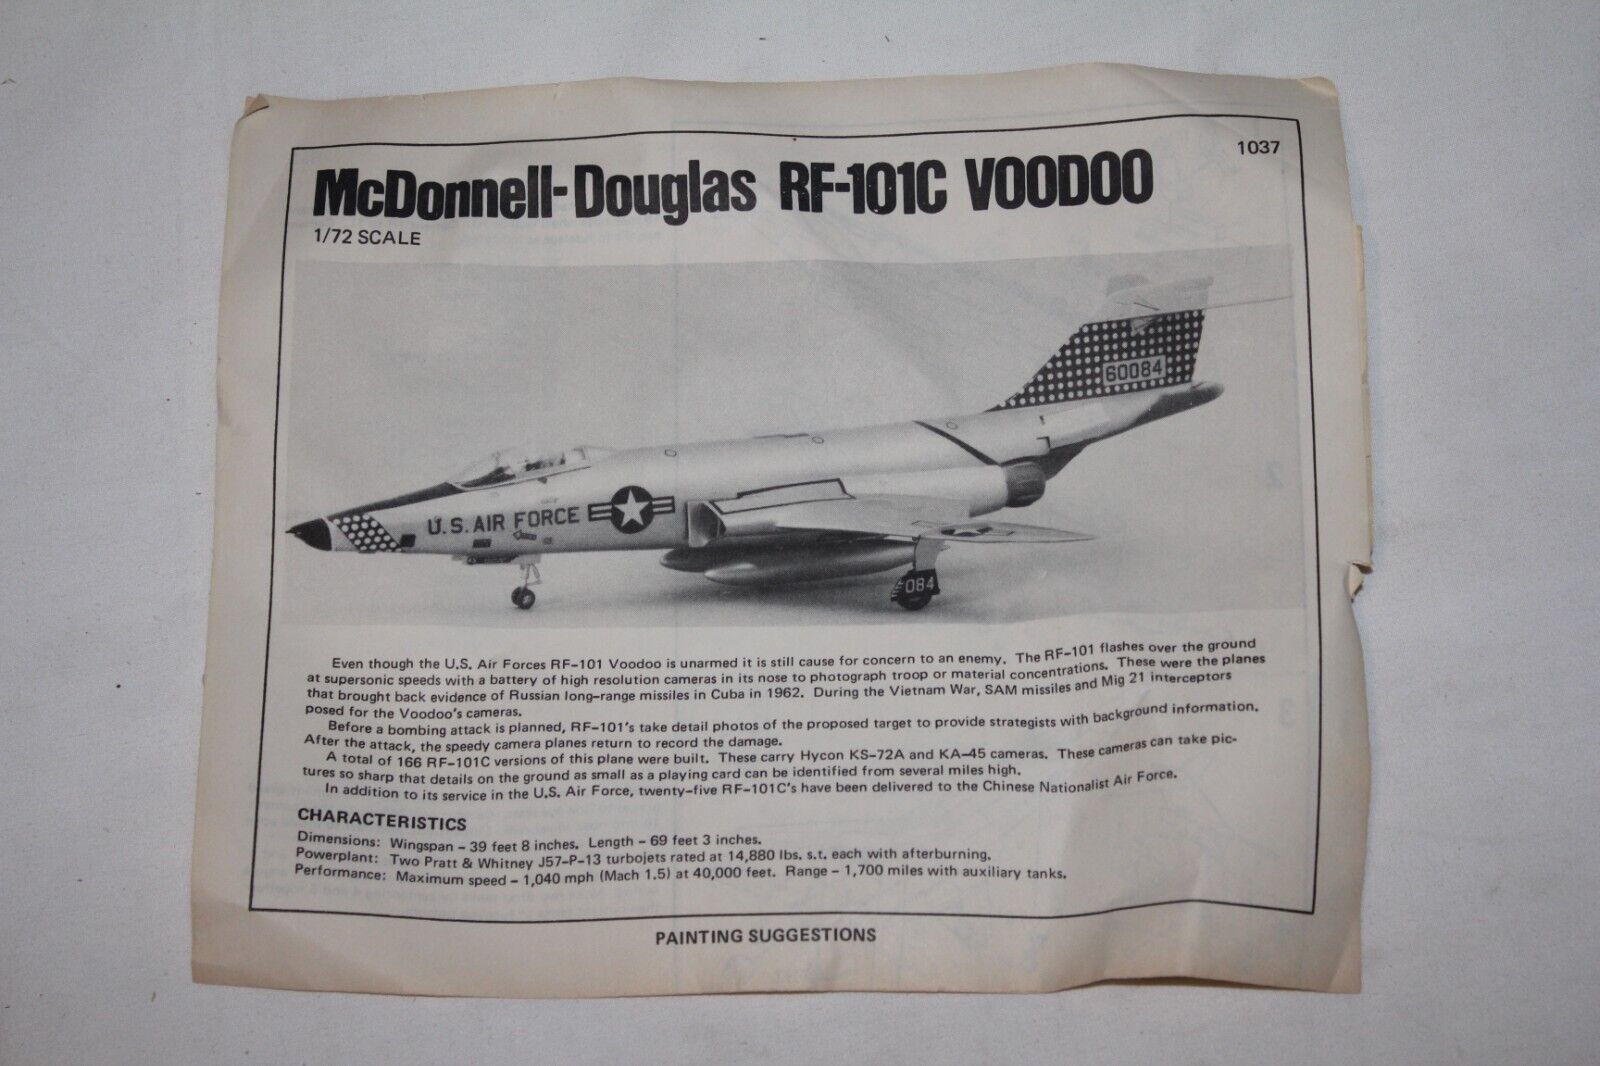 1037
McDonnell-Douglas RF-101C VOODOO
1/72 SCALE
60084
U.S. AIR FORCE
084
Even though the U.S. Air Forces RF-101 Voodoo is unarmed it is still cause for concern to an enemy. The RF-101 flashes over the ground
at supersonic speeds with a battery of high resolution cameras in its nose to photograph troop or material concentrations. These were the planes
that brought back evidence of Russian long-range missiles in Cuba in 1962. During the Vietnam War, SAM missiles and Mig 21 interceptors
posed for the Voodoo's cameras.
Before a bombing attack is planned, RF-101's take detail photos of the proposed target to provide strategists with background information.
After the attack, the speedy camera planes return to record the damage.
A total of 166 RF-101C versions of this plane were built. These carry Hycon KS-72A and KA-45 cameras. These cameras can take pic-
tures so sharp that details on the ground as small as a playing card can be identified from several miles high.
In addition to its service in the U.S. Air Force, twenty-five RF-101C's have been delivered to the Chinese Nationalist Air Force.
CHARACTERISTICS
Dimensions: Wingspan - 39 feet 8 inches. Length - 69 feet 3 inches.
Powerplant: Two Pratt & Whitney J57-P-13 turbojets rated at 14,880 lbs. s.t. each with afterburning.
Performance: Maximum speed - 1,040 mph (Mach 1.5) at 40,000 feet. Range - 1,700 miles with auxiliary tanks.
PAINTING SUGGESTIONS